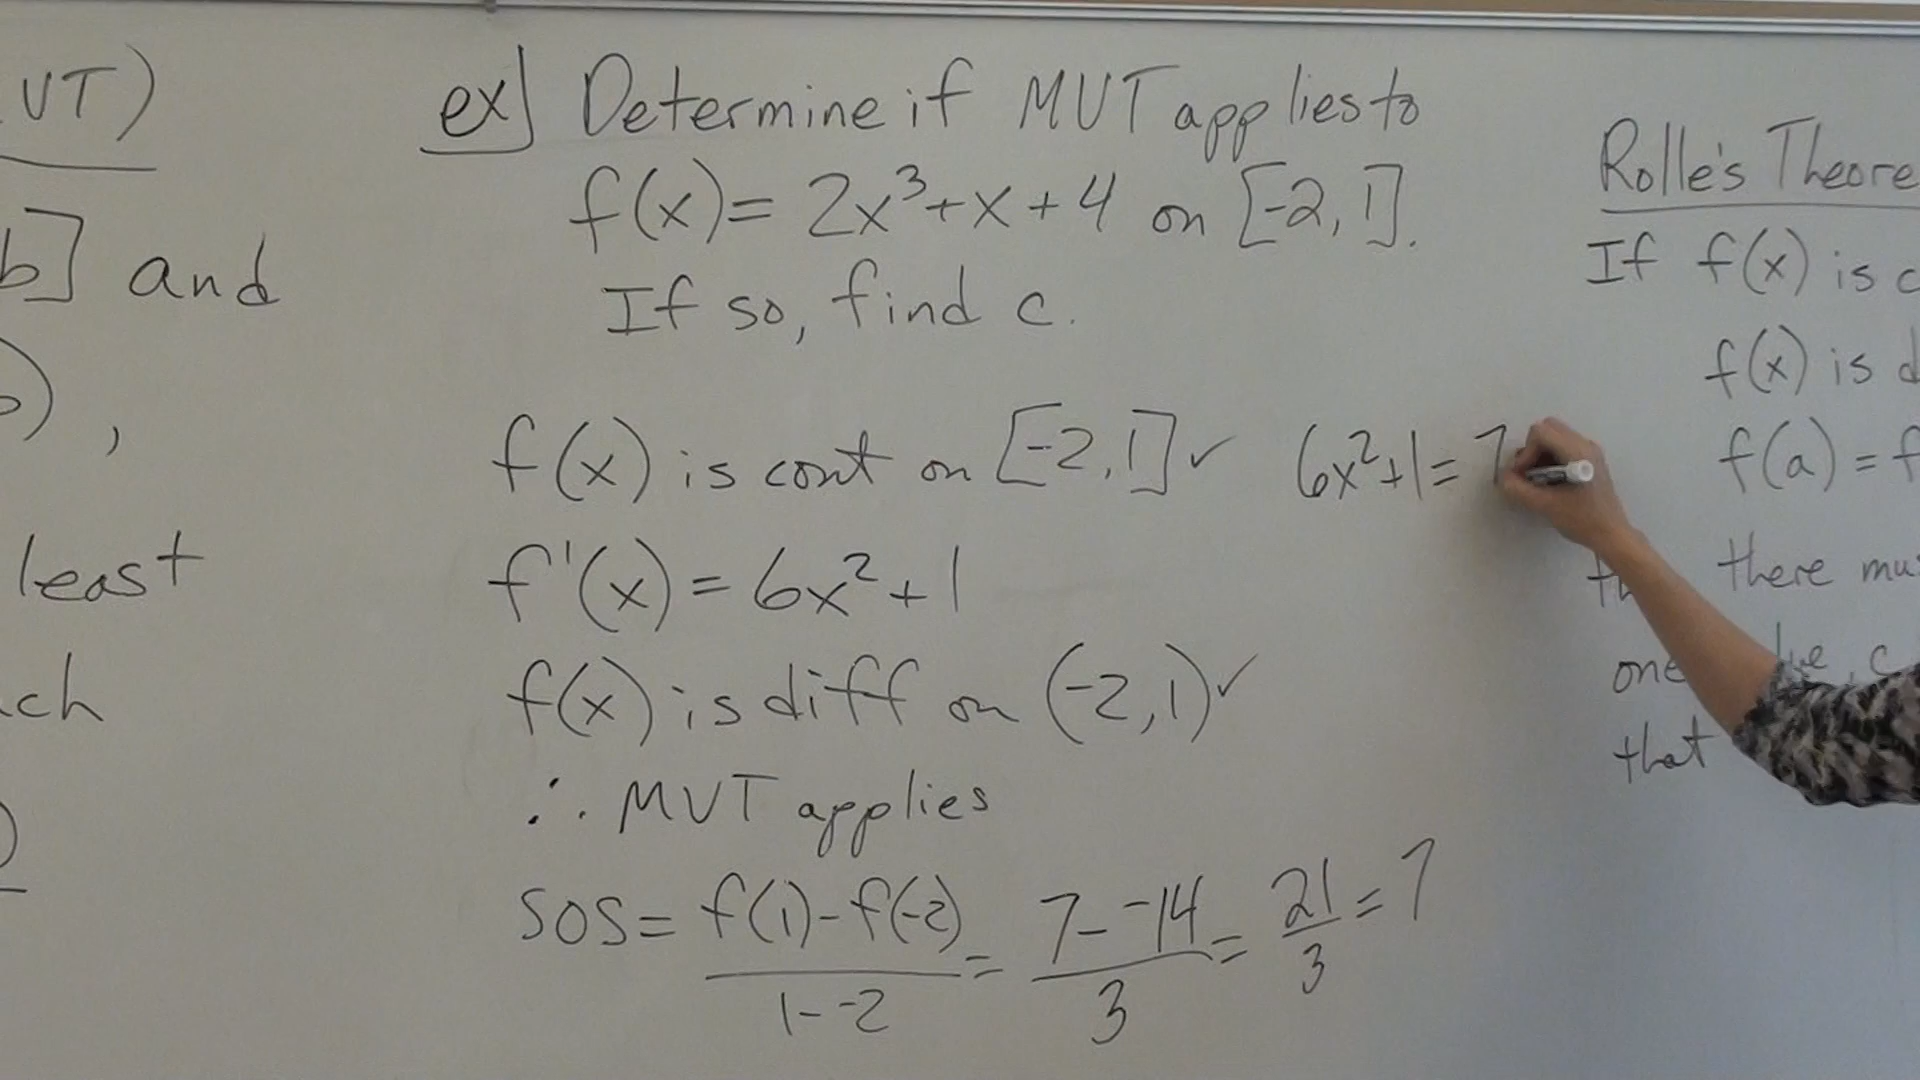 UT)
b] and
),
least
ch
)
ex] Determine if MVT applies to
f(x) = 2x³+x+4 on [-2,1].
If so, find c.
f(x) is cont on [-2,1] ✓
f'(x) = 6x²+1
f(x) is diff on (-2,1) ✓
∴ MVT applies
SOS = f(1)-f(-2) / 1--2 = 7--14 / 3 = 21/3 = 7
6x²+1 = 7
Rolle's Theore
If f(x) is c
f(x) is d
f(a) = f
there mus
one c
that